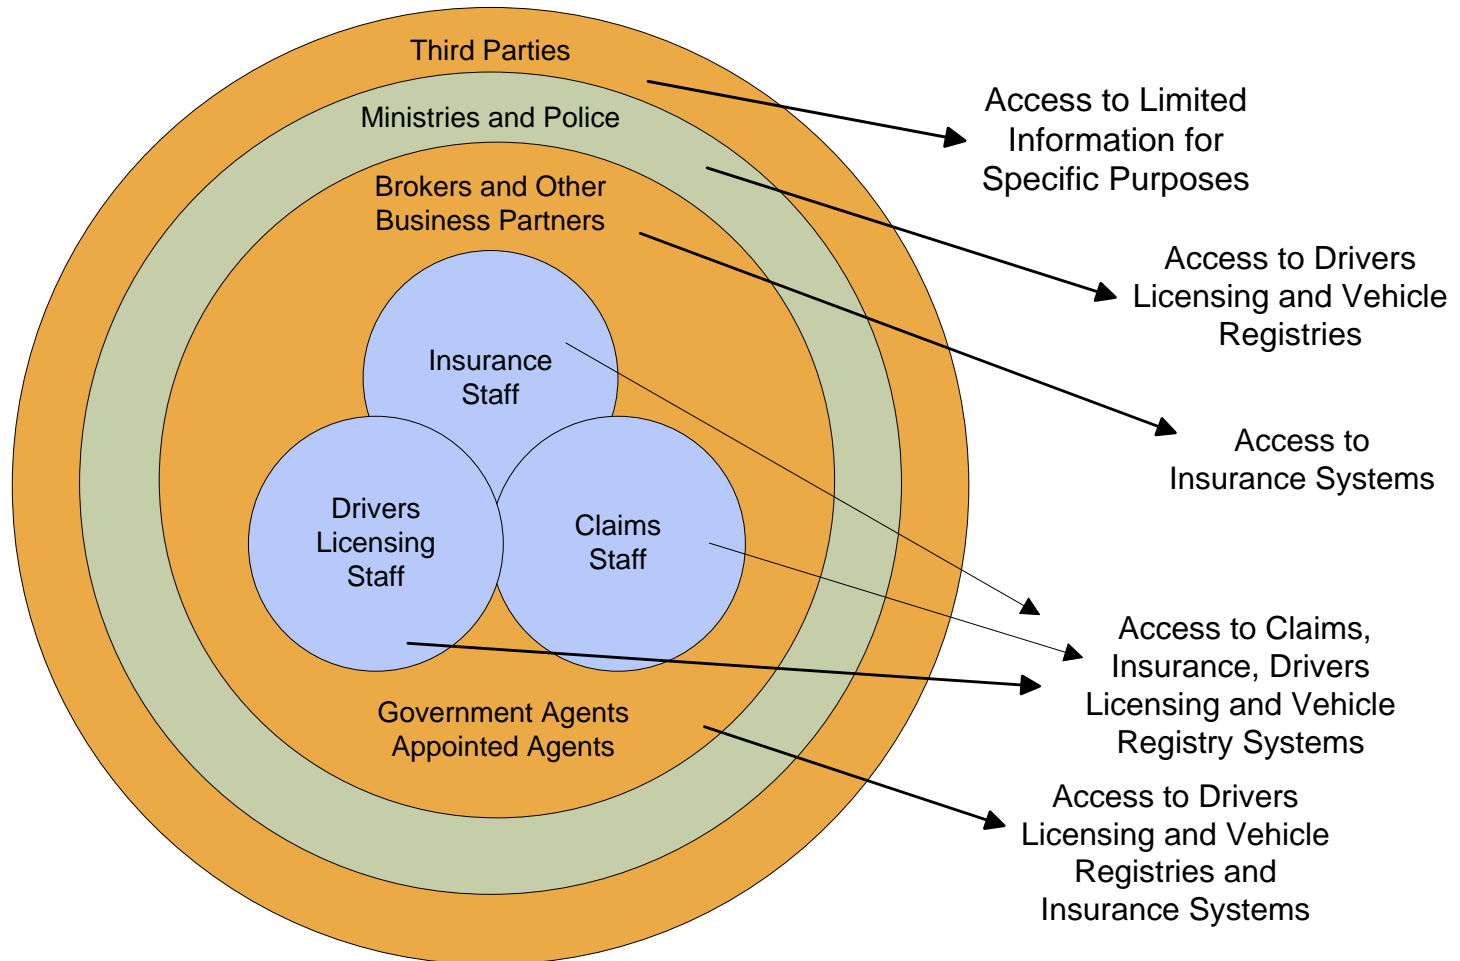 Third Parties
Ministries and Police
Brokers and Other
Business Partners
Insurance
Staff
Drivers
Licensing
Staff
Claims
Staff
Government Agents
Appointed Agents
Access to Limited
Information for
Specific Purposes
Access to Drivers
Licensing and Vehicle
Registries
Access to
Insurance Systems
Access to Claims,
Insurance, Drivers
Licensing and Vehicle
Registry Systems
Access to Drivers
Licensing and Vehicle
Registries and
Insurance Systems